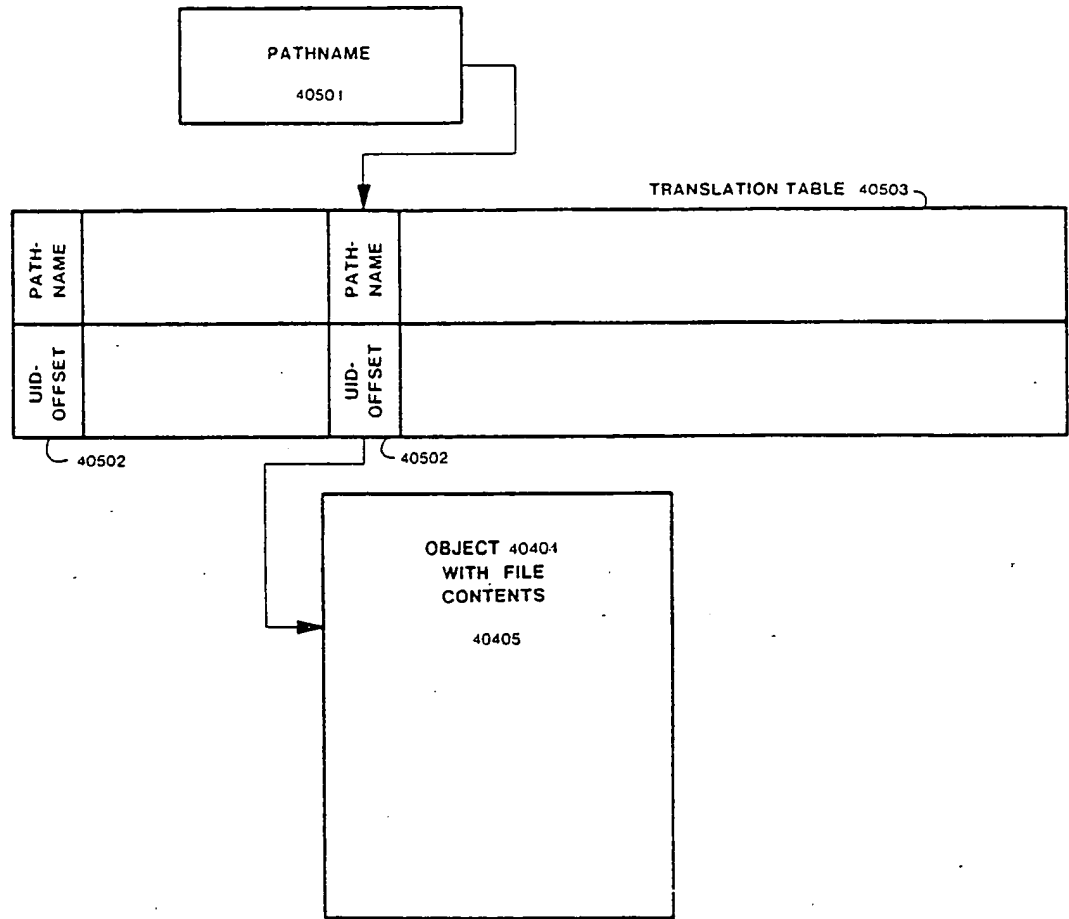 PATHNAME
40501
TRANSLATION TABLE 40503
PATH-
NAME
PATH-
NAME
UID-
OFFSET
UID-
OFFSET
40502
40502
OBJECT 40404
WITH FILE
CONTENTS
40405